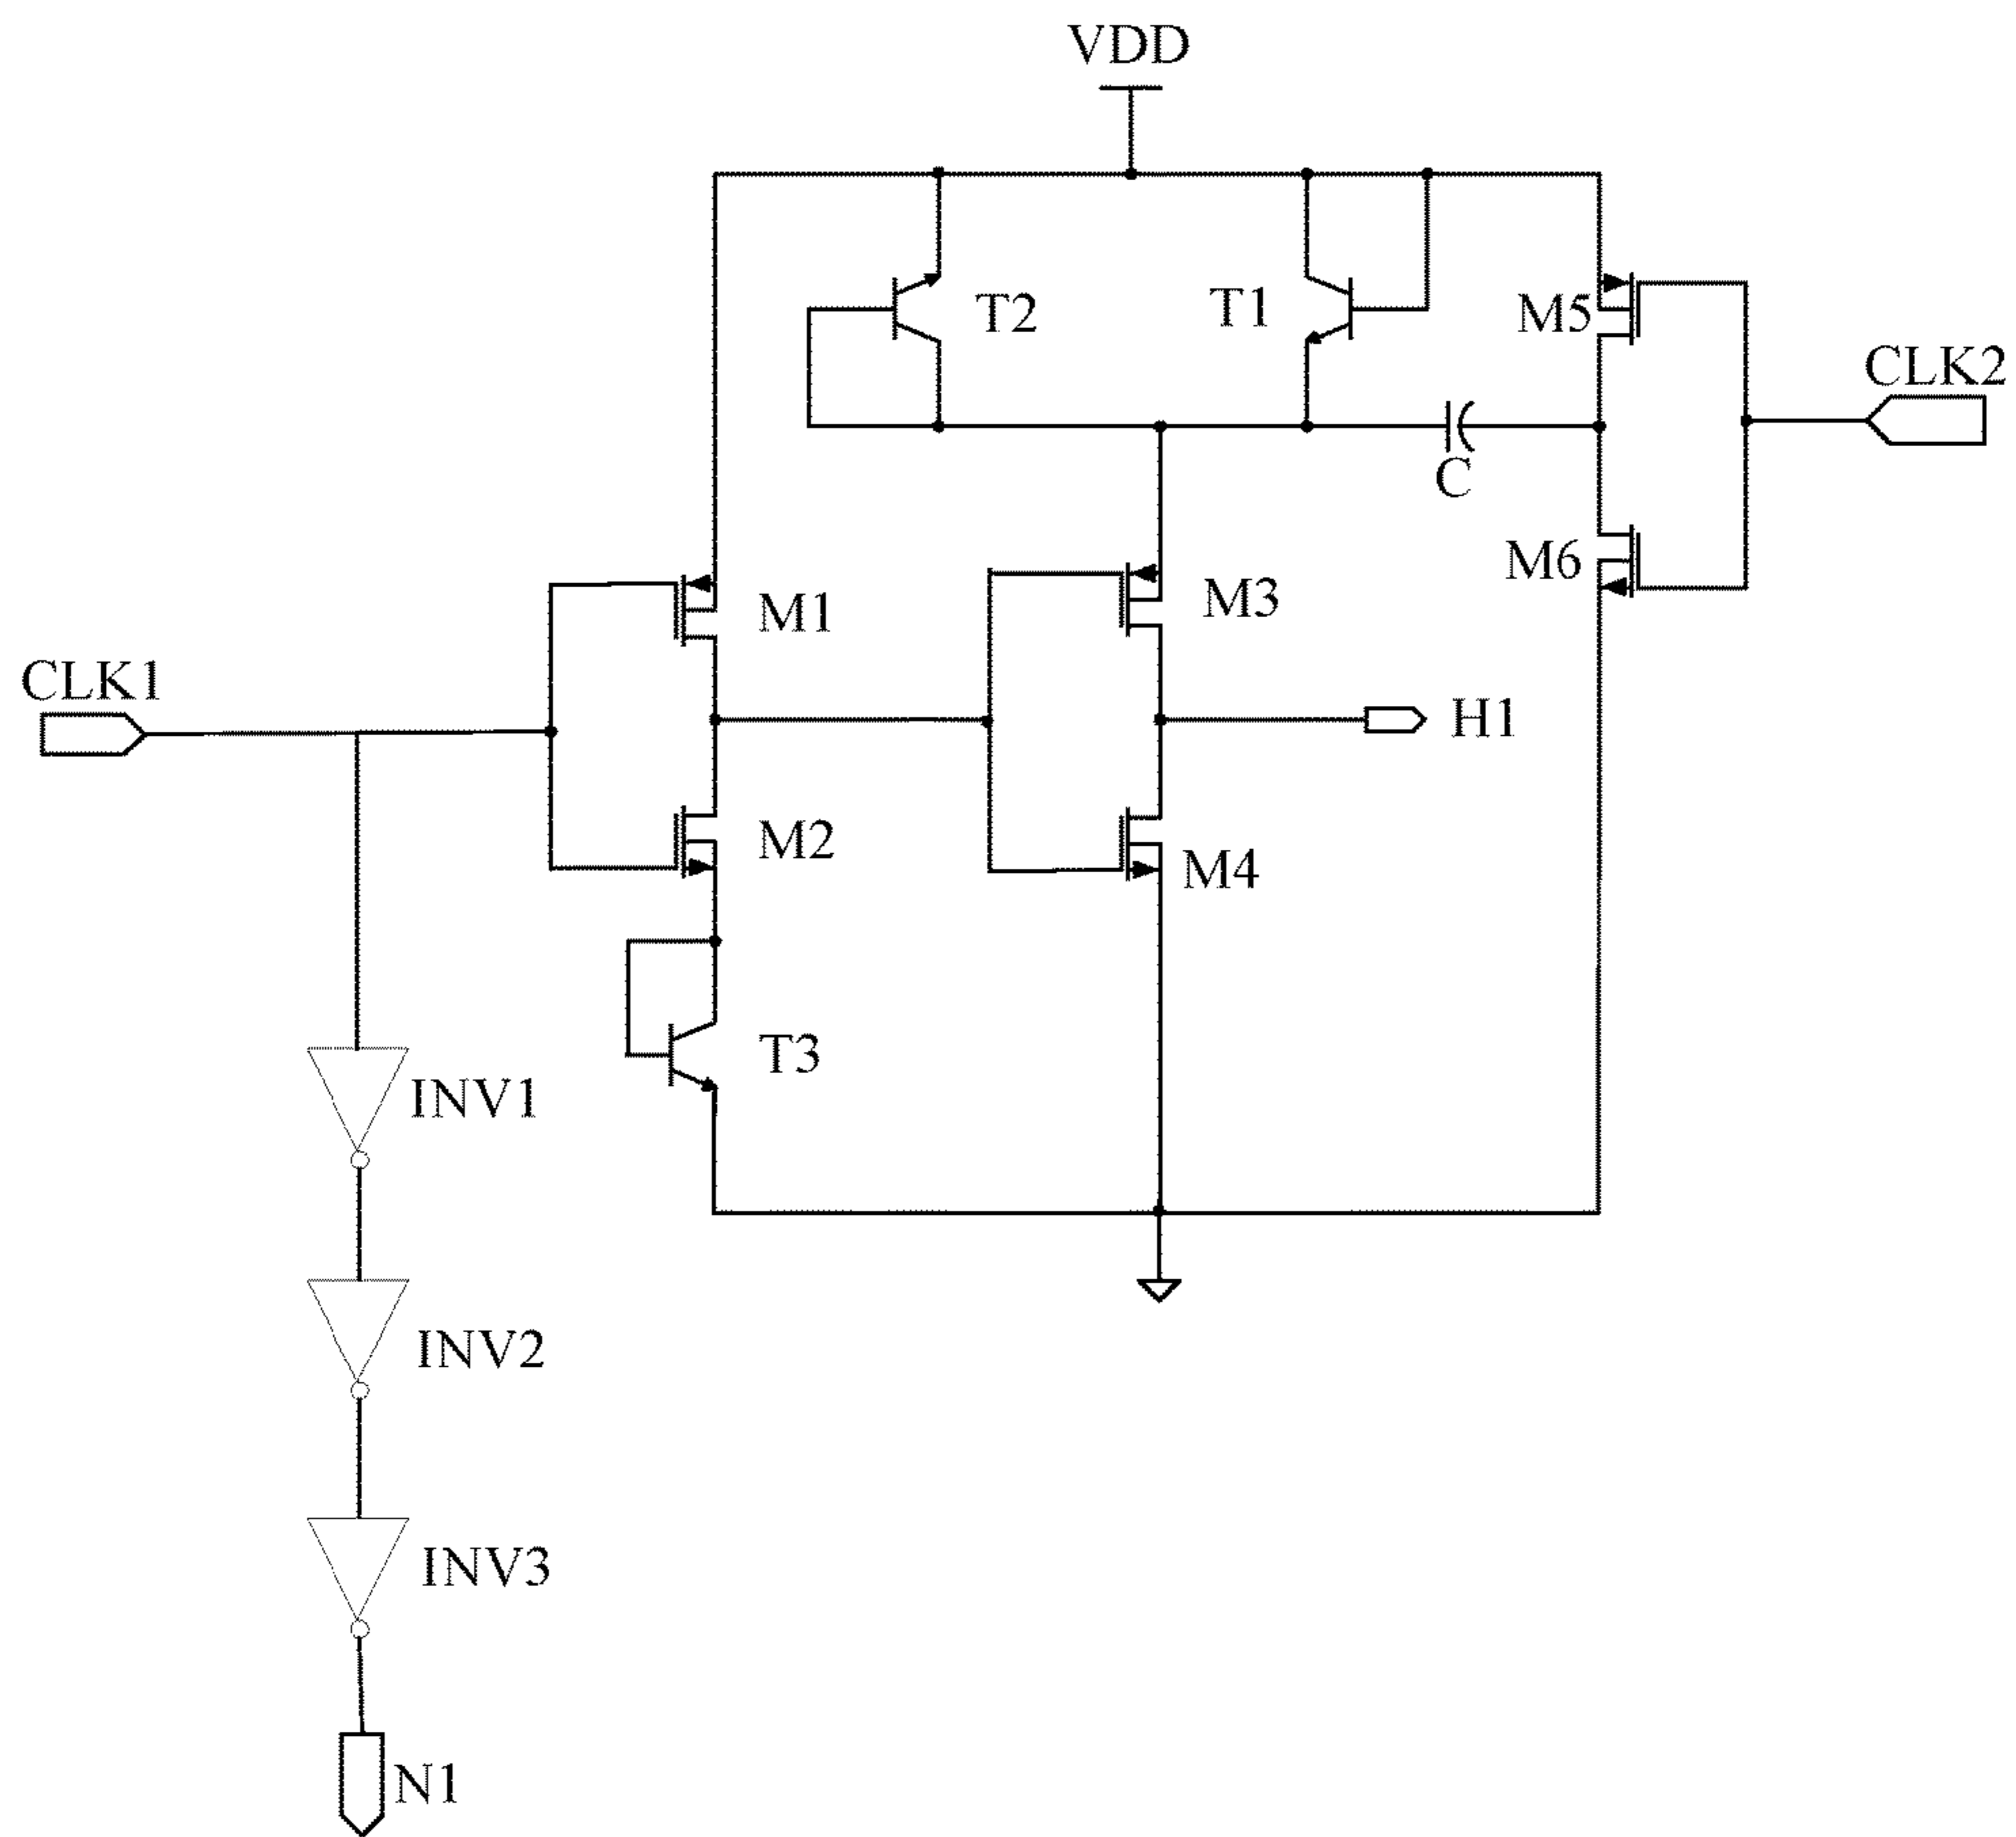 VDD
T2
T1
M5
CLK2
C
M6
M1
M3
CLK1
H1
M2
M4
T3
INV1
INV2
INV3
N1